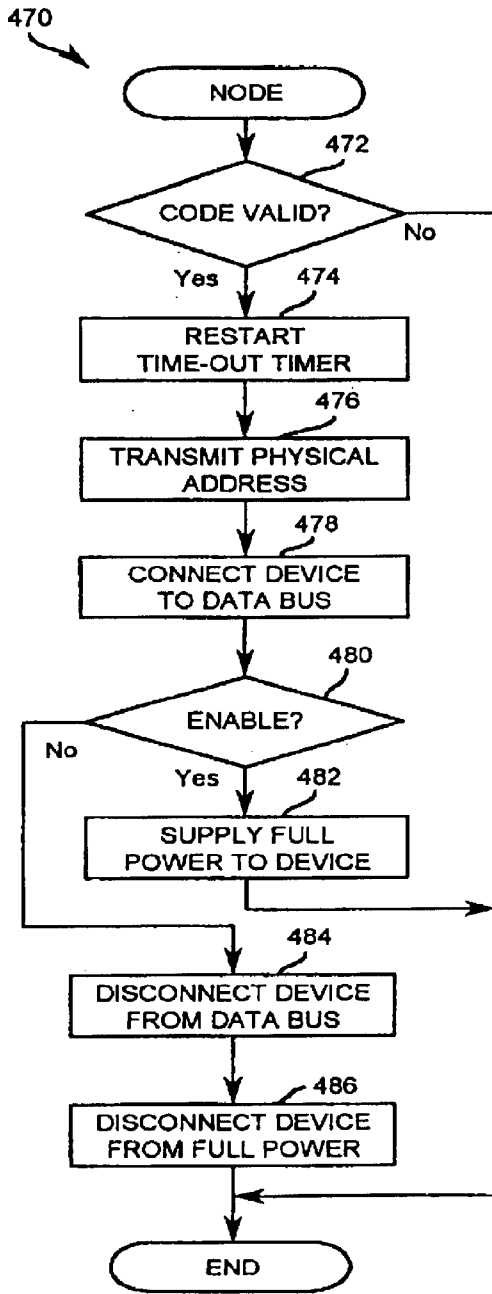 470
NODE
472
CODE VALID?
No
Yes
474
RESTART
TIME-OUT TIMER
476
TRANSMIT PHYSICAL
ADDRESS
478
CONNECT DEVICE
TO DATA BUS
480
ENABLE?
No
Yes
482
SUPPLY FULL
POWER TO DEVICE
484
DISCONNECT DEVICE
FROM DATA BUS
486
DISCONNECT DEVICE
FROM FULL POWER
END